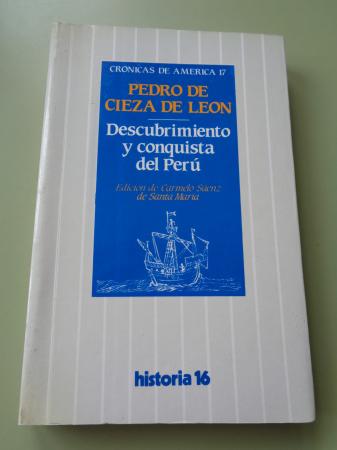 CRONICAS DE AMERICA 17
PEDRO DE
CIEZA DE LEON
Descubrimiento
y conquista
del Perú
Edicion de Carmelo Sáenz
de Santa María
historia 16